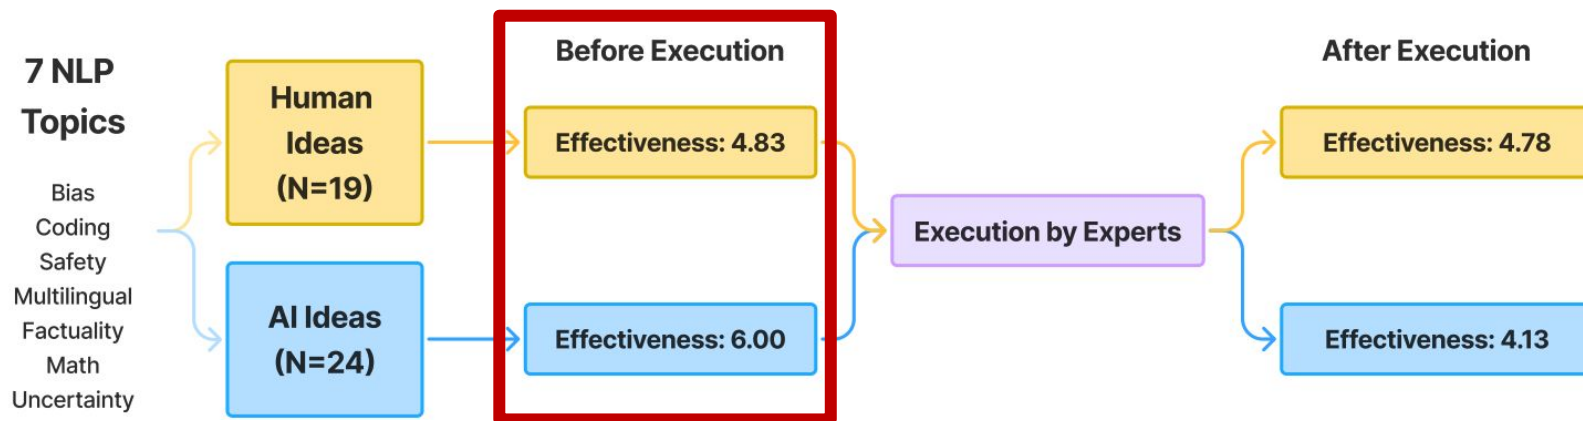 7 NLP
Topics
Bias
Coding
Safety
Multilingual
Factuality
Math
Uncertainty
Human
Ideas
(N=19)
AI Ideas
(N=24)
Before Execution
Effectiveness: 4.83
Effectiveness: 6.00
Execution by Experts
After Execution
Effectiveness: 4.78
Effectiveness: 4.13